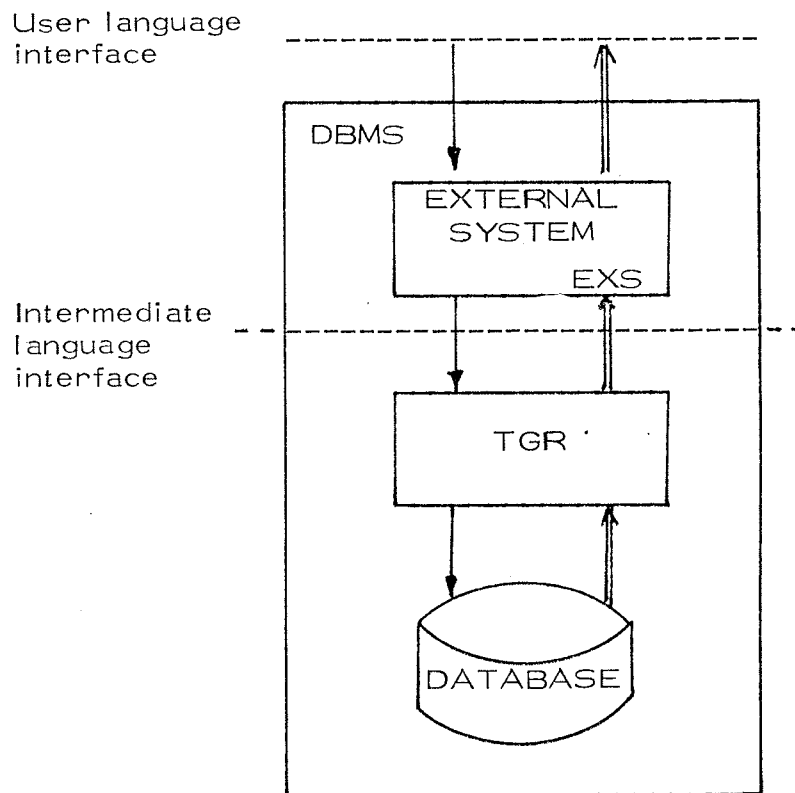 User language
interface
DBMS
EXTERNAL
SYSTEM
EXS
Intermediate
language
interface
TGR
DATABASE